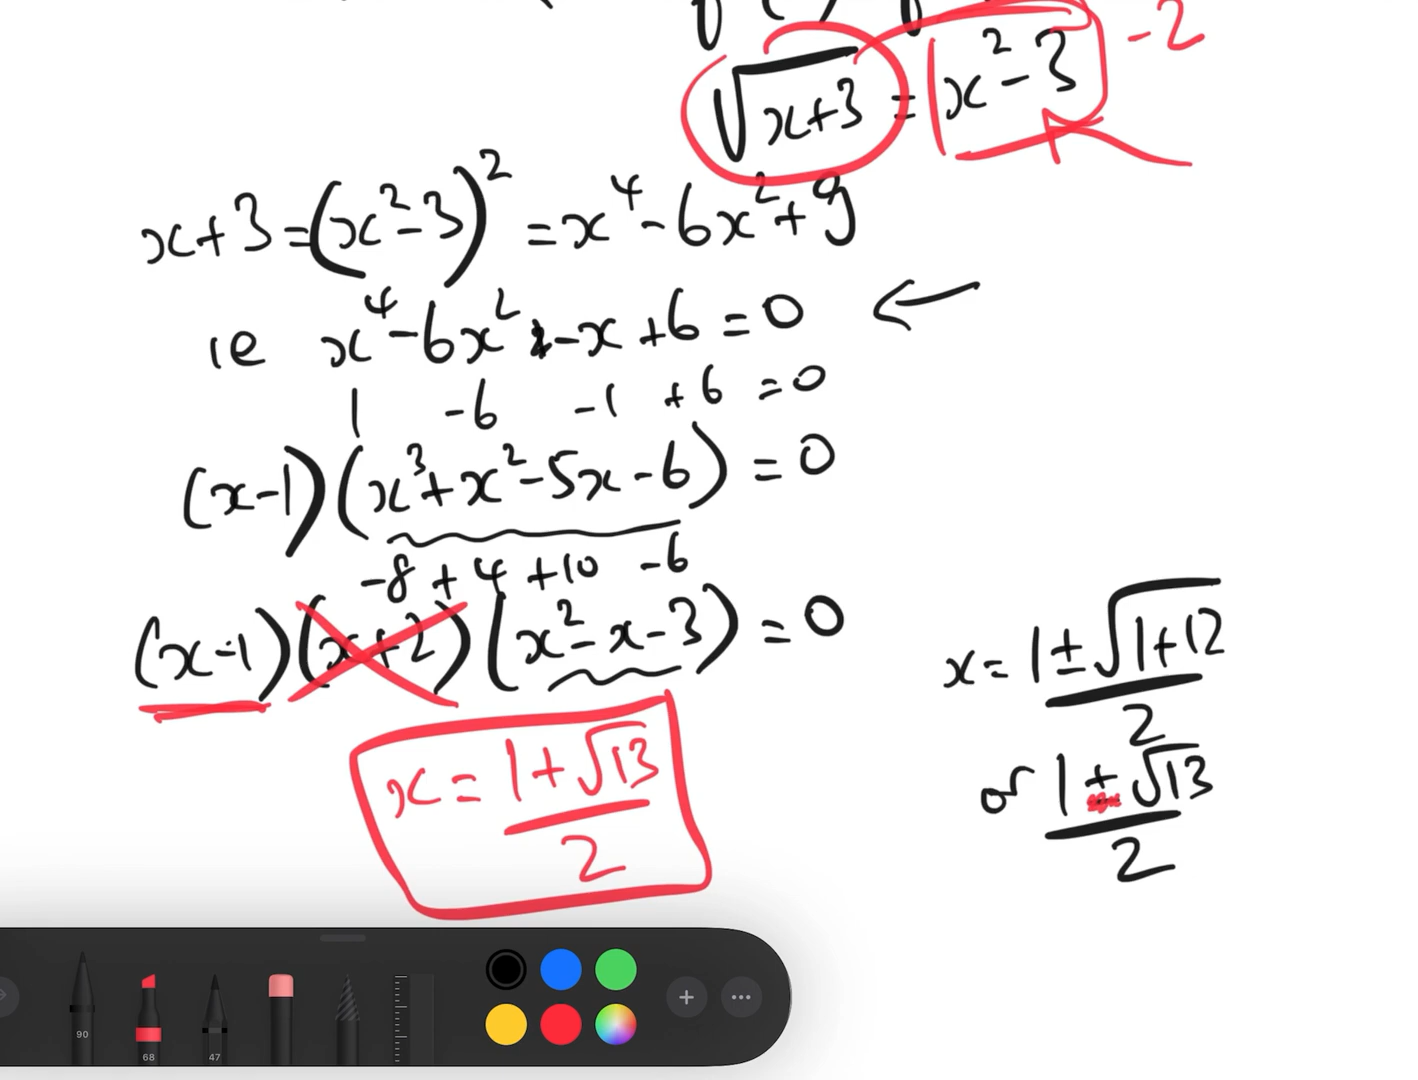 √(x+3) = x² - 3 - 2
x+3 = (x²-3)² = x⁴ - 6x² + 9
ie x⁴ - 6x² - x + 6 = 0 ←
1 -6 -1 +6 = 0
(x-1)(x³+x²-5x-6) = 0
-8 + 4 + 10 - 6
(x-1)(x+2)(x²-x-3) = 0
x = (1±√(1+12))/2
x = (1+√13)/2
or (1±√13)/2
90
68
47